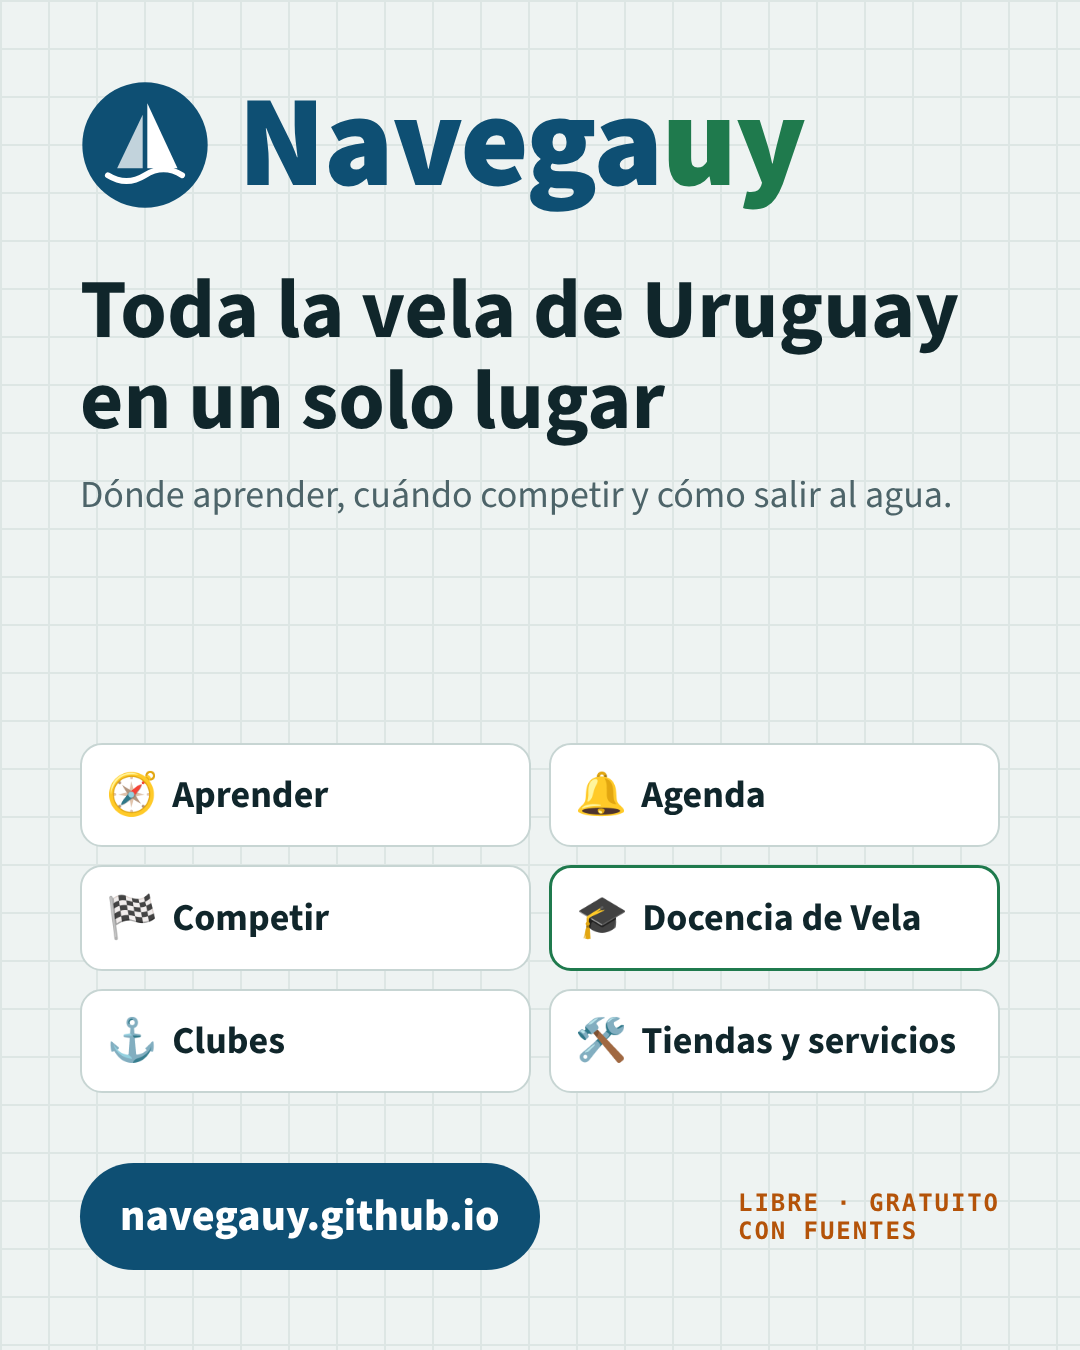 Navegauy
Toda la vela de Uruguay
en un solo lugar
Dónde aprender, cuándo competir y cómo salir al agua.
Aprender
Agenda
Competir
Docencia de Vela
Clubes
Tiendas y servicios
navegauy.github.io
LIBRE · GRATUITO
CON FUENTES